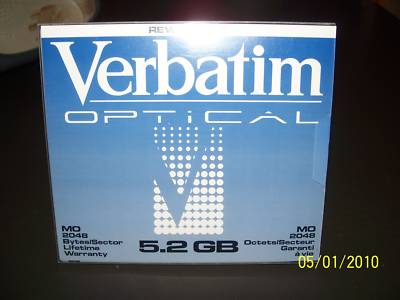 Verbatim
OPTICAL
MO
2048
Bytes/Sector
Lifetime
Warranty
5.2 GB
MO
2048
Octets/Secteur
Garanti
à vie
05/01/2010